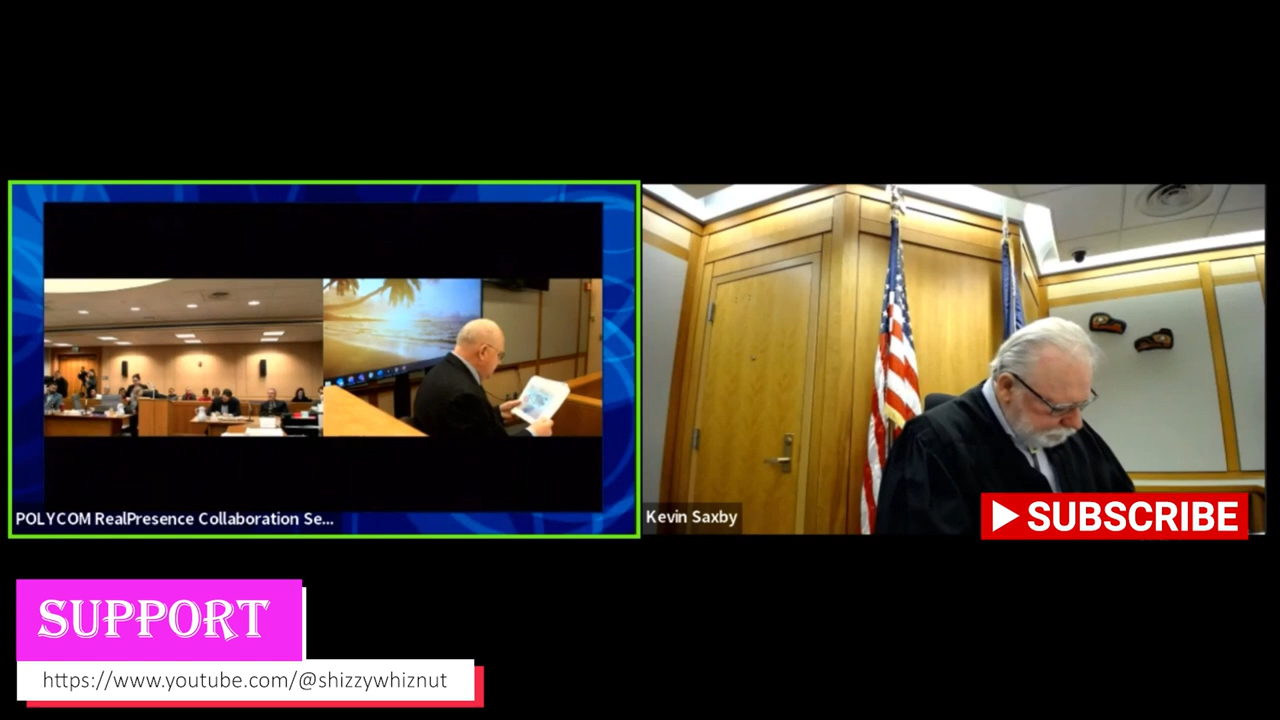 POLYCOM RealPresence Collaboration Se...
Kevin Saxby
SUBSCRIBE
SUPPORT
https://www.youtube.com/@shizzywhiznut